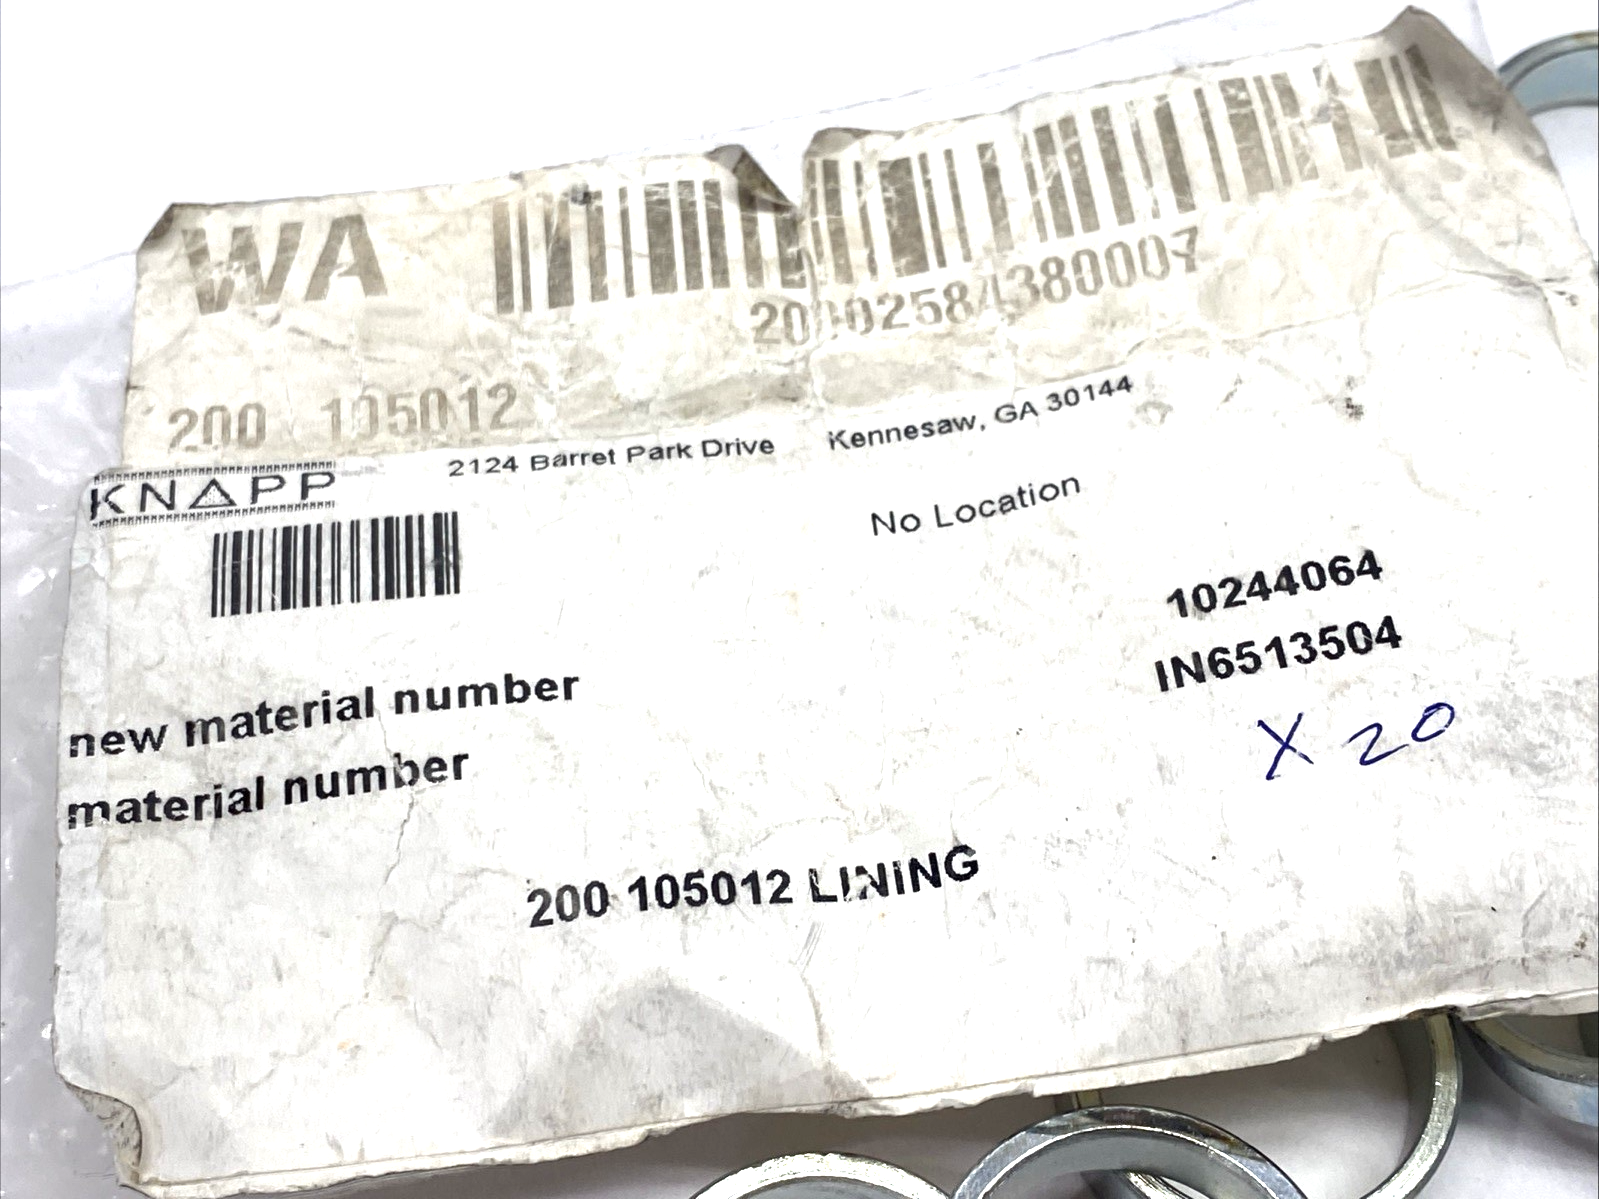 WA
200 105012
KNAPP
2124 Barret Park Drive Kennesaw, GA 30144
No Location
new material number 10244064
material number IN6513504
X 20
200 105012 LINING